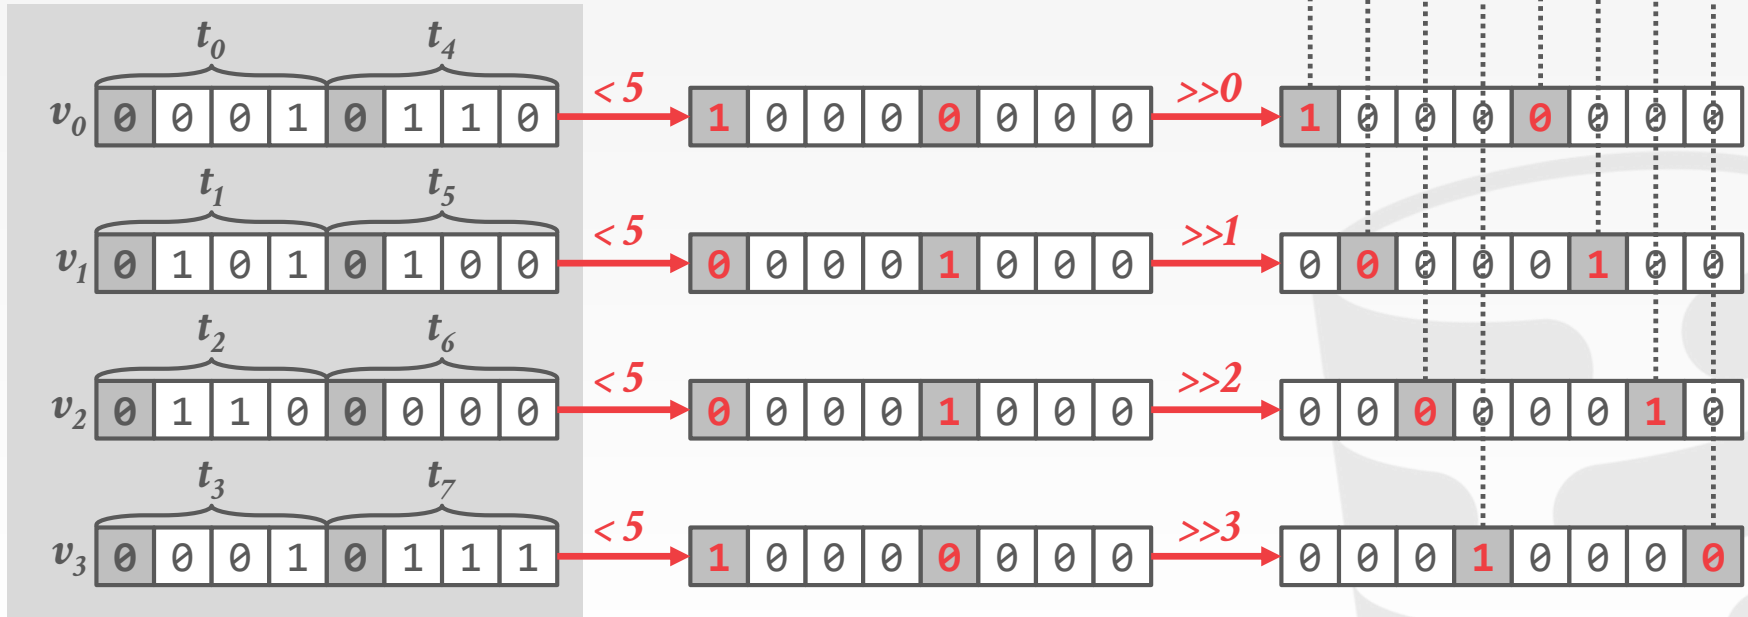 t0 t4
v0 0 0 0 1 0 1 1 0 < 5 1 0 0 0 0 0 0 0 >>0 1 0 0 0 0 0 0 0
t1 t5
v1 0 1 0 1 0 1 0 0 < 5 0 0 0 0 1 0 0 0 >>1 0 0 0 0 0 1 0 0
t2 t6
v2 0 1 1 0 0 0 0 0 < 5 0 0 0 0 1 0 0 0 >>2 0 0 0 0 0 0 1 0
t3 t7
v3 0 0 0 1 0 1 1 1 < 5 1 0 0 0 0 0 0 0 >>3 0 0 0 1 0 0 0 0